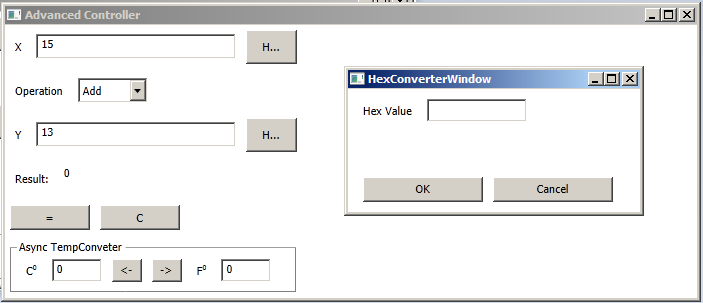 Advanced Controller
X 15 H...
Operation Add
Y 13 H...
Result: 0
= C
Async TempConveter
C⁰ 0 <- -> F⁰ 0
HexConverterWindow
Hex Value
OK Cancel